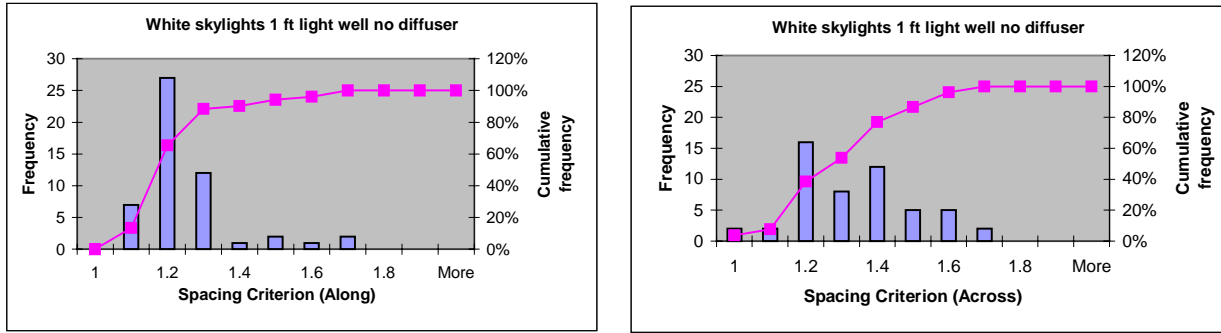 White skylights 1 ft light well no diffuser
30
25
20
15
10
5
0
Frequency
120%
100%
80%
60%
40%
20%
0%
Cumulative
frequency
1 1.2 1.4 1.6 1.8 More
Spacing Criterion (Along)
White skylights 1 ft light well no diffuser
30
25
20
15
10
5
0
Frequency
120%
100%
80%
60%
40%
20%
0%
Cumulative
frequency
1 1.2 1.4 1.6 1.8 More
Spacing Criterion (Across)